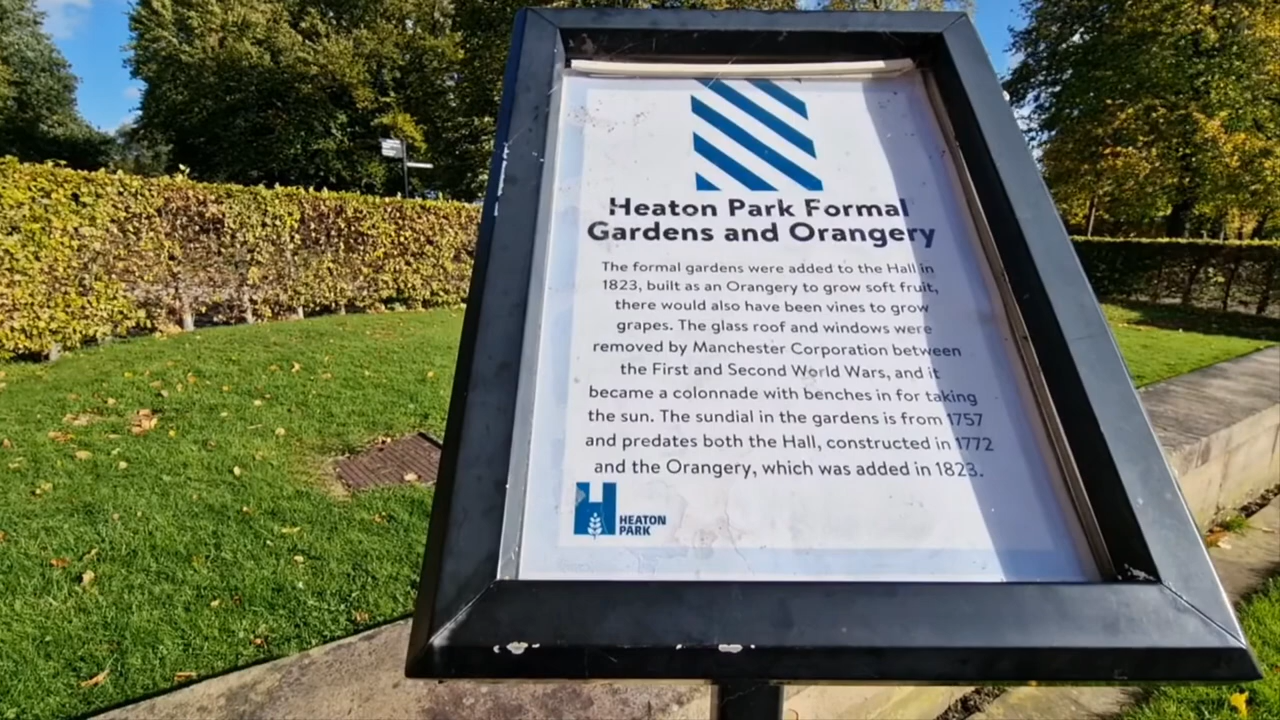 Heaton Park Formal
Gardens and Orangery
The formal gardens were added to the Hall in
1823, built as an Orangery to grow soft fruit,
there would also have been vines to grow
grapes. The glass roof and windows were
removed by Manchester Corporation between
the First and Second World Wars, and it
became a colonnade with benches in for taking
the sun. The sundial in the gardens is from 1757
and predates both the Hall, constructed in 1772
and the Orangery, which was added in 1823.
H HEATON
PARK